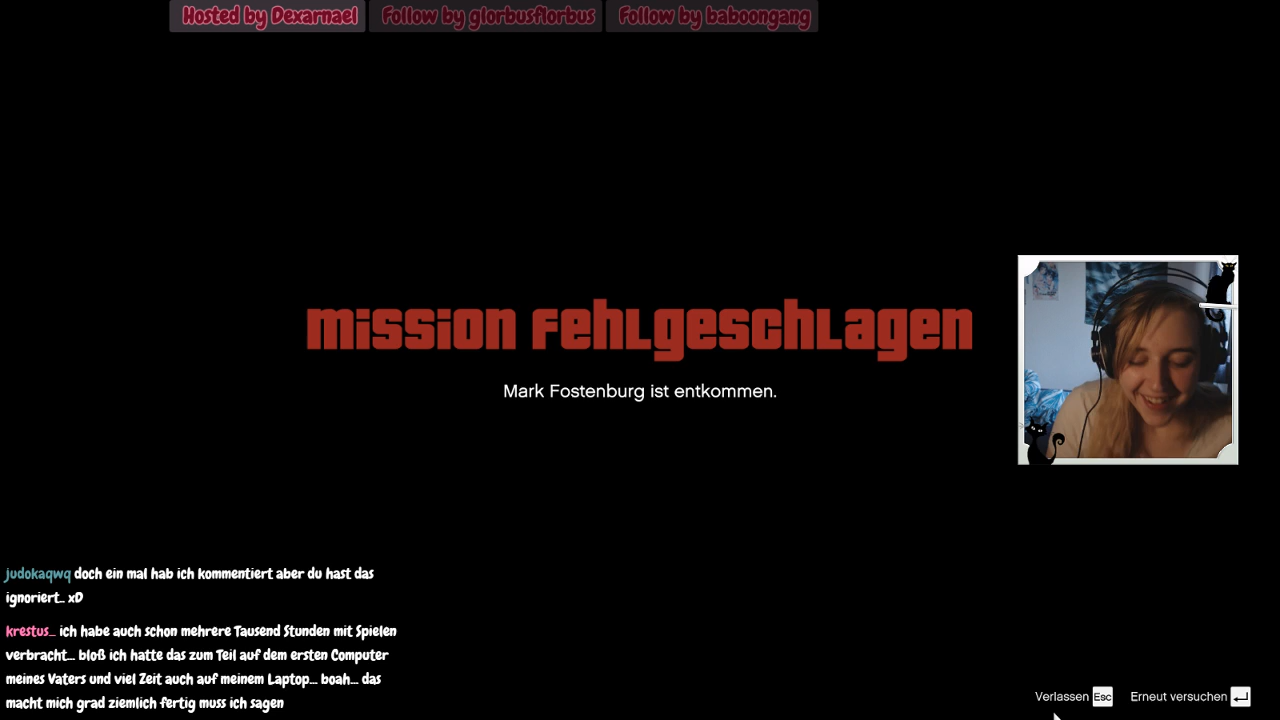 Hosted by Dexarnael
Follow by glorbusflorbus
Follow by baboongang
mission fehlgeschlagen
Mark Fostenburg ist entkommen.
judokaqwq doch ein mal hab ich kommentiert aber du hast das
ignoriert.. xD
krestus_ ich habe auch schon mehrere Tausend Stunden mit Spielen
verbracht... bloß ich hatte das zum Teil auf dem ersten Computer
meines Vaters und viel Zeit auch auf meinem Laptop... boah... das
macht mich grad ziemlich fertig muss ich sagen
Verlassen Esc Erneut versuchen